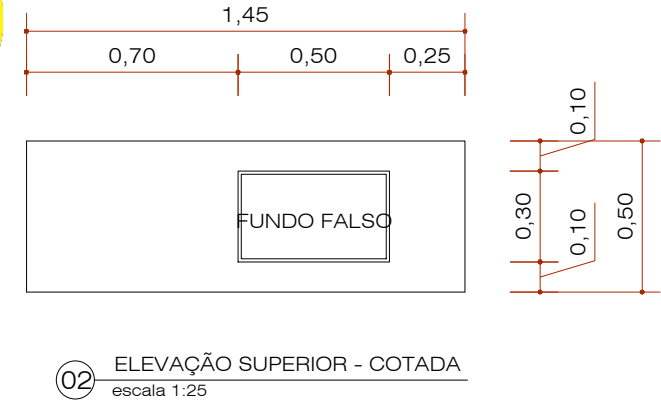 1,45
0,70 0,50 0,25
0,10
0,30
0,10
0,50
FUNDO FALSO
02 ELEVAÇÃO SUPERIOR - COTADA
escala 1:25